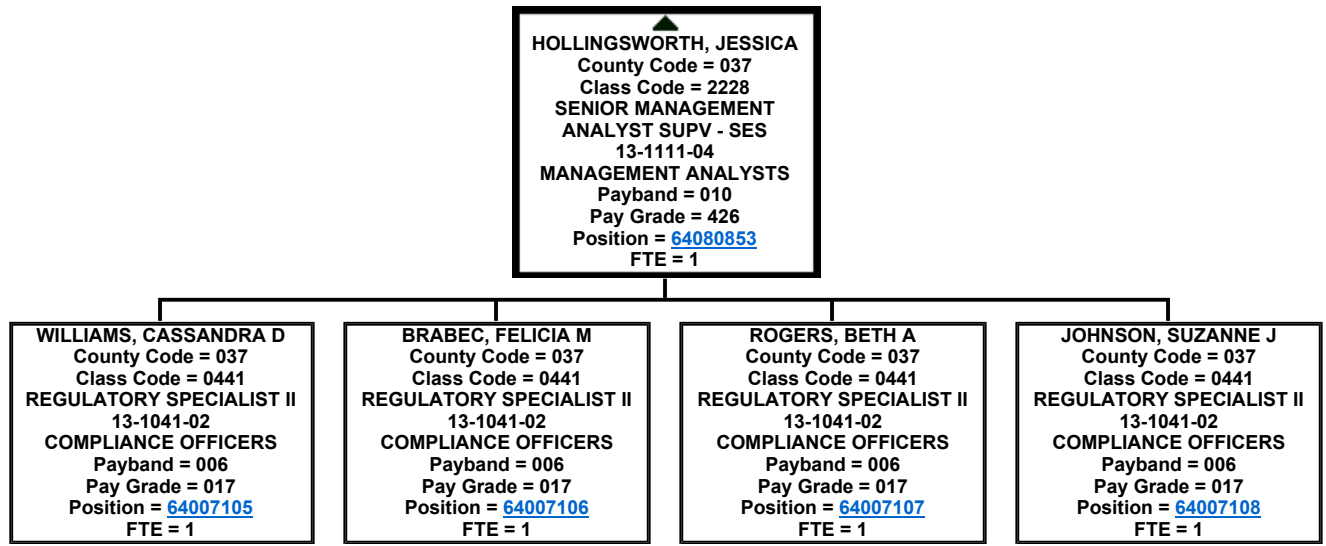 HOLLINGSWORTH, JESSICA
County Code = 037
Class Code = 2228
SENIOR MANAGEMENT
ANALYST SUPV - SES
13-1111-04
MANAGEMENT ANALYSTS
Payband = 010
Pay Grade = 426
Position = 64080853
FTE = 1
WILLIAMS, CASSANDRA D
County Code = 037
Class Code = 0441
REGULATORY SPECIALIST II
13-1041-02
COMPLIANCE OFFICERS
Payband = 006
Pay Grade = 017
Position = 64007105
FTE = 1
BRABEC, FELICIA M
County Code = 037
Class Code = 0441
REGULATORY SPECIALIST II
13-1041-02
COMPLIANCE OFFICERS
Payband = 006
Pay Grade = 017
Position = 64007106
FTE = 1
ROGERS, BETH A
County Code = 037
Class Code = 0441
REGULATORY SPECIALIST II
13-1041-02
COMPLIANCE OFFICERS
Payband = 006
Pay Grade = 017
Position = 64007107
FTE = 1
JOHNSON, SUZANNE J
County Code = 037
Class Code = 0441
REGULATORY SPECIALIST II
13-1041-02
COMPLIANCE OFFICERS
Payband = 006
Pay Grade = 017
Position = 64007108
FTE = 1